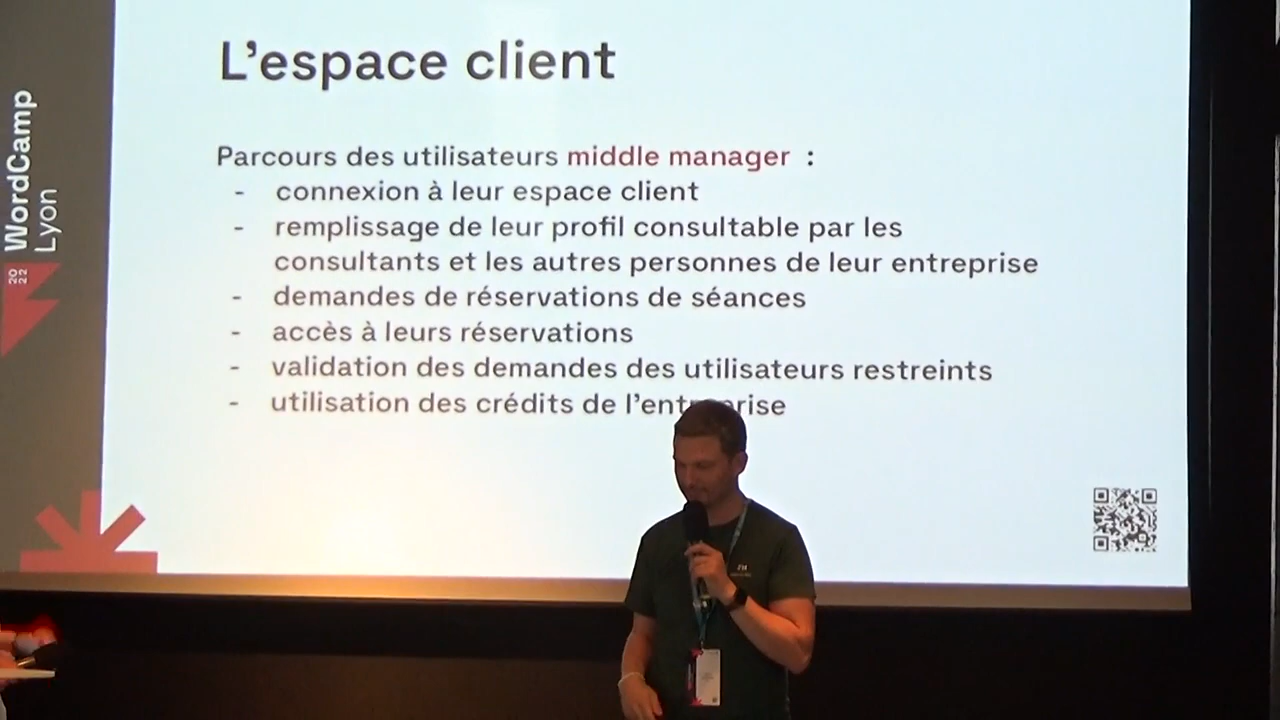 L'espace client
Parcours des utilisateurs middle manager :
- connexion à leur espace client
- remplissage de leur profil consultable par les
consultants et les autres personnes de leur entreprise
- demandes de réservations de séances
- accès à leurs réservations
- validation des demandes des utilisateurs restreints
- utilisation des crédits de l'entreprise
WordCamp
Lyon
20
22